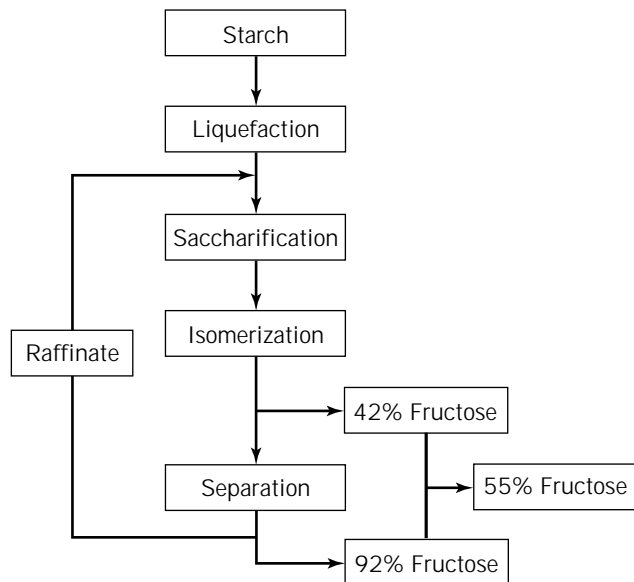 Starch
Liquefaction
Saccharification
Isomerization
Raffinate
42% Fructose
Separation
55% Fructose
92% Fructose